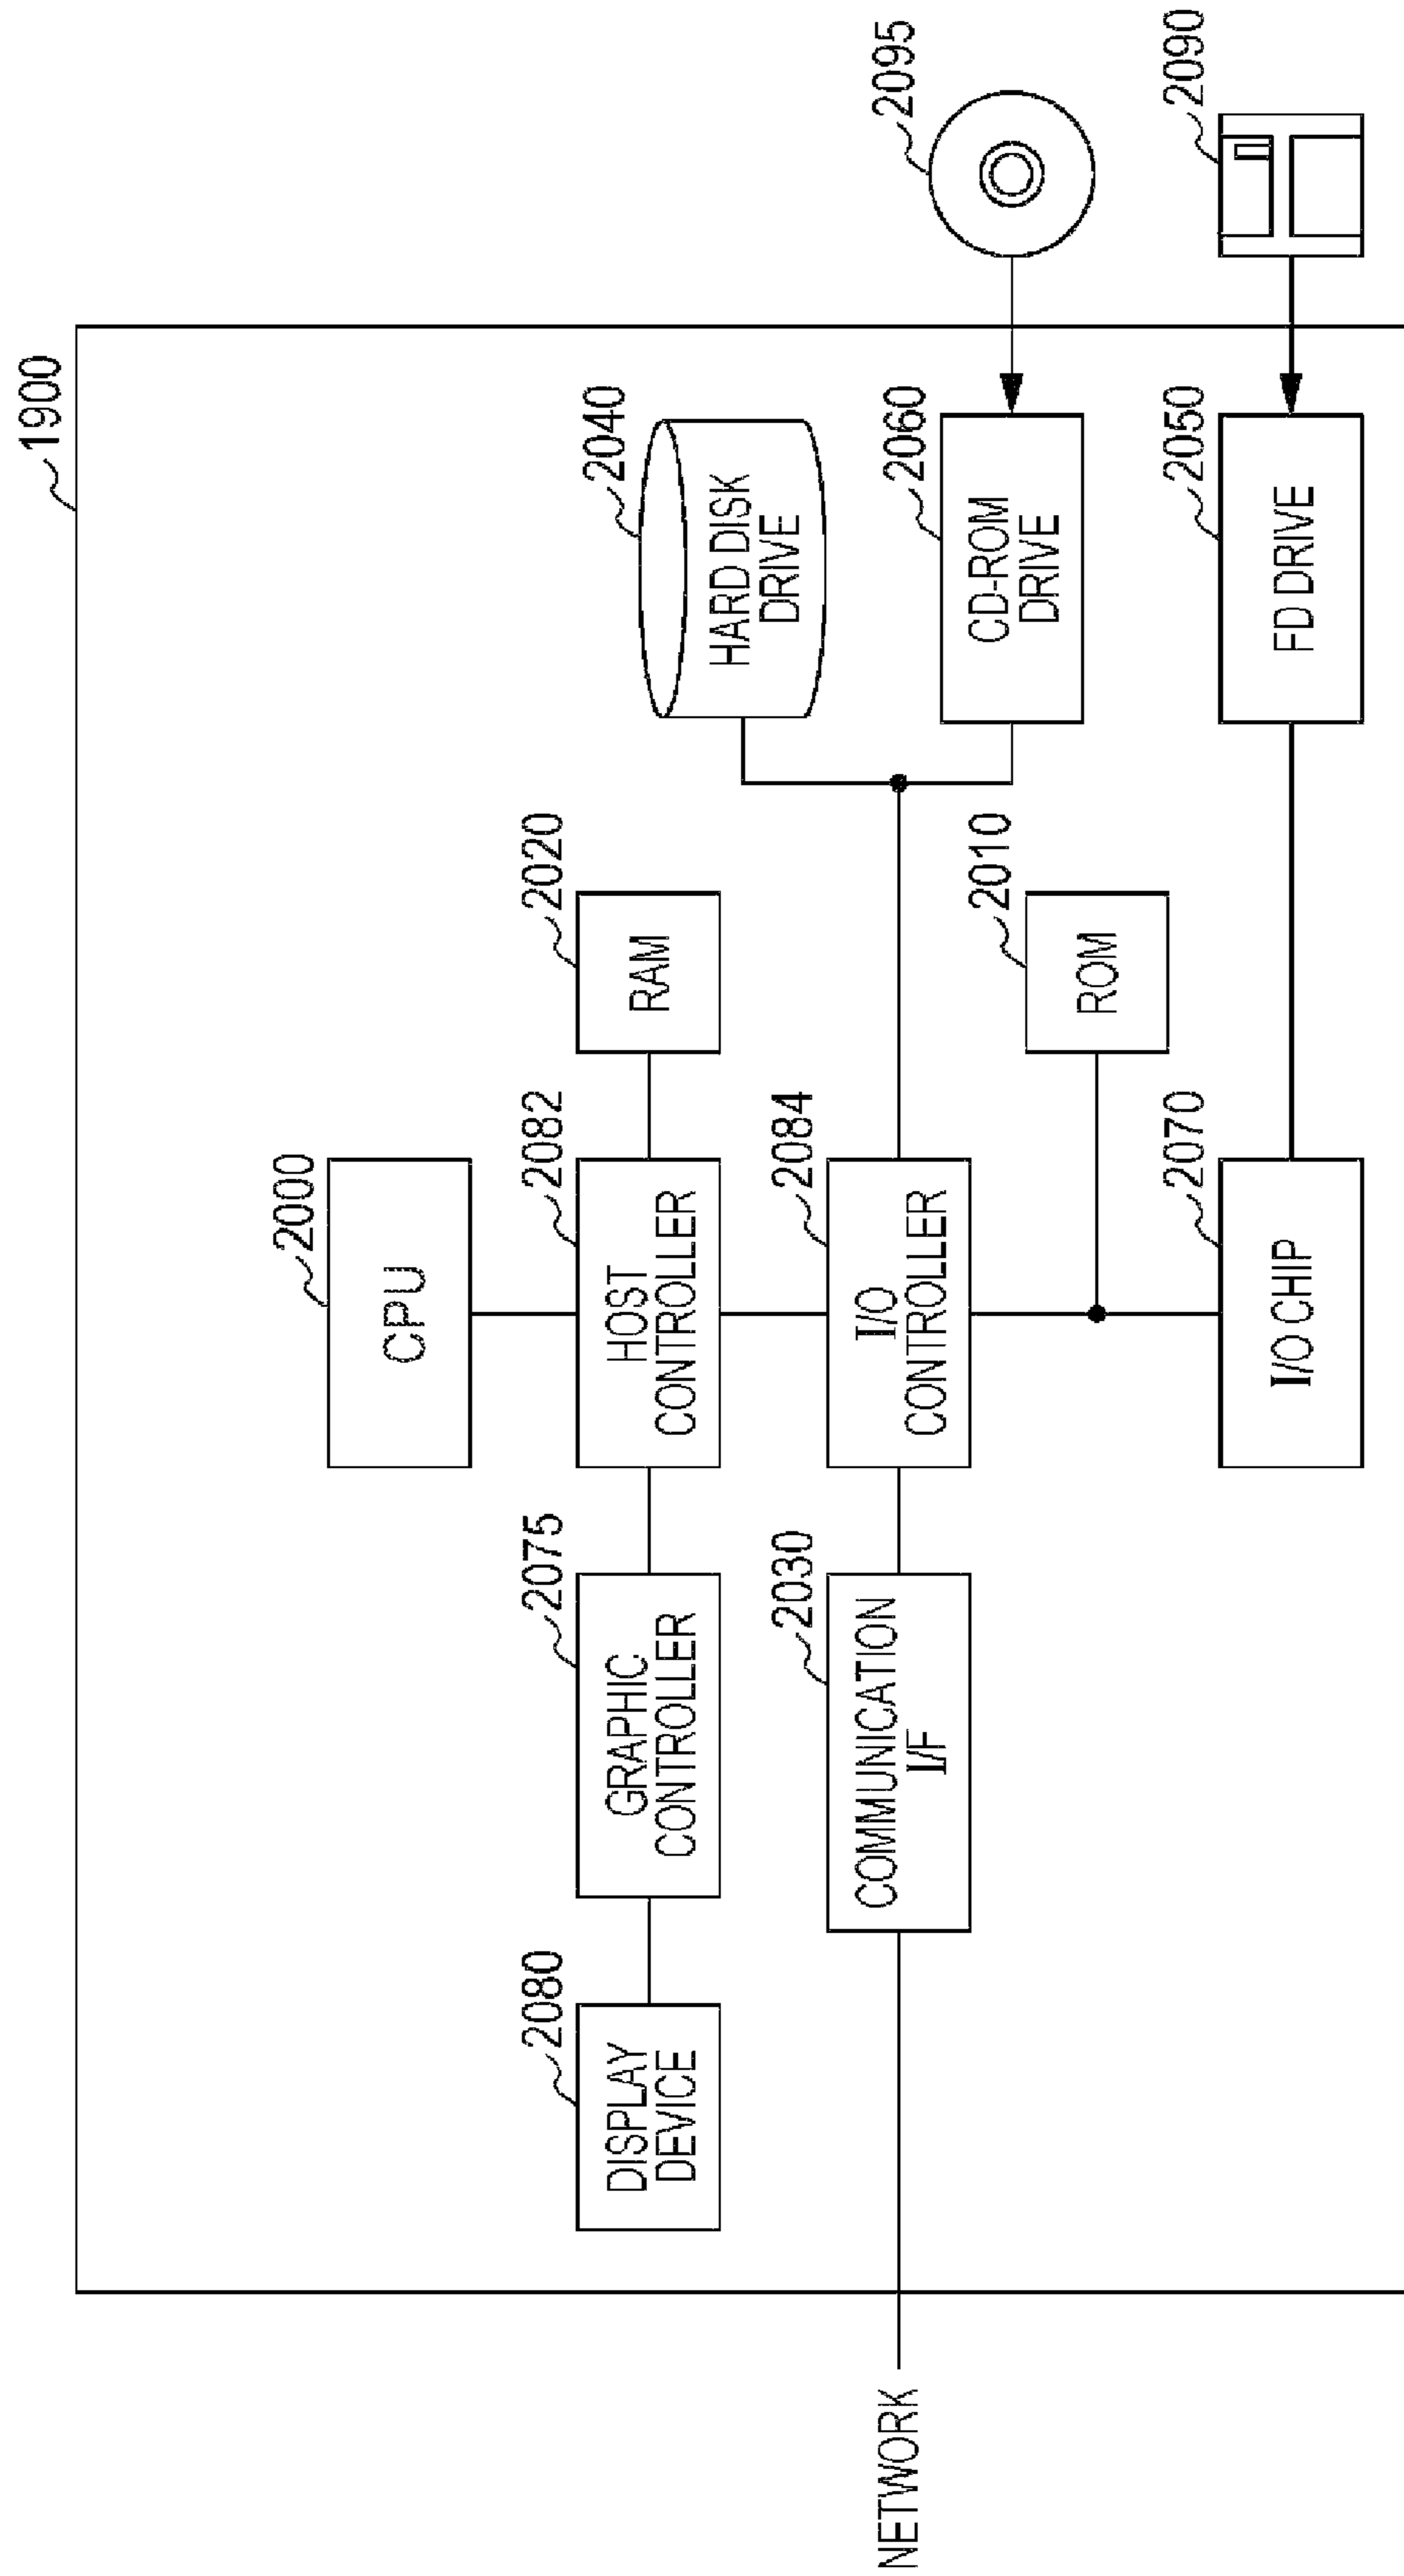 1900
2000
CPU
2080
DISPLAY
DEVICE
2075
GRAPHIC
CONTROLLER
2082
HOST
CONTROLLER
2020
RAM
2040
HARD DISK
DRIVE
2095
NETWORK
2030
COMMUNICATION
I/F
2084
I/O
CONTROLLER
2060
CD-ROM
DRIVE
2010
ROM
2070
I/O CHIP
2050
FD DRIVE
2090